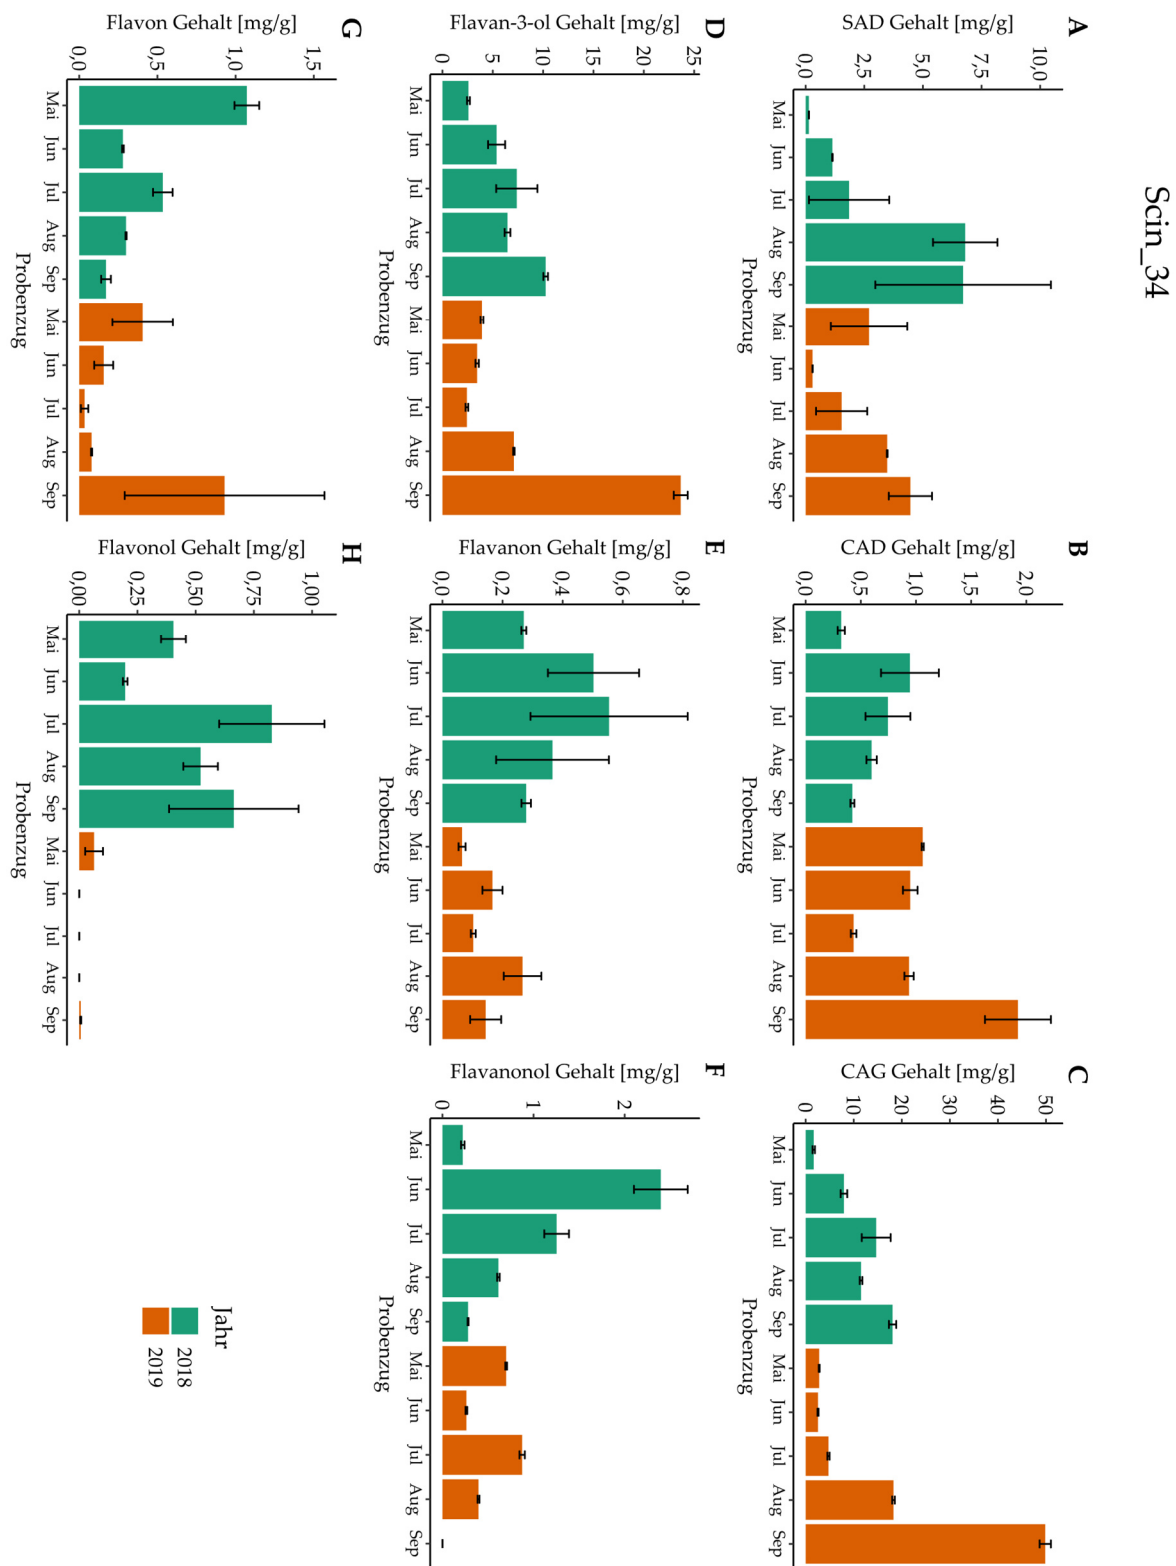 Scin_34
A
SAD Gehalt [mg/g]
10,0
7,5
5,0
2,5
0,0
Mai Jun Jul Aug Sep Mai Jun Jul Aug Sep
Probenzug
B
CAD Gehalt [mg/g]
2,0
1,5
1,0
0,5
0,0
Mai Jun Jul Aug Sep Mai Jun Jul Aug Sep
Probenzug
C
CAG Gehalt [mg/g]
50
40
30
20
10
0
Mai Jun Jul Aug Sep Mai Jun Jul Aug Sep
Probenzug
D
Flavan-3-ol Gehalt [mg/g]
25
20
15
10
5
0
Mai Jun Jul Aug Sep Mai Jun Jul Aug Sep
Probenzug
E
Flavanon Gehalt [mg/g]
0,8
0,6
0,4
0,2
0,0
Mai Jun Jul Aug Sep Mai Jun Jul Aug Sep
Probenzug
F
Flavanonol Gehalt [mg/g]
2
1
0
Mai Jun Jul Aug Sep Mai Jun Jul Aug Sep
Probenzug
G
Flavon Gehalt [mg/g]
1,5
1,0
0,5
0,0
Mai Jun Jul Aug Sep Mai Jun Jul Aug Sep
Probenzug
H
Flavonol Gehalt [mg/g]
1,00
0,75
0,50
0,25
0,00
Mai Jun Jul Aug Sep Mai Jun Jul Aug Sep
Probenzug
Jahr
2018
2019